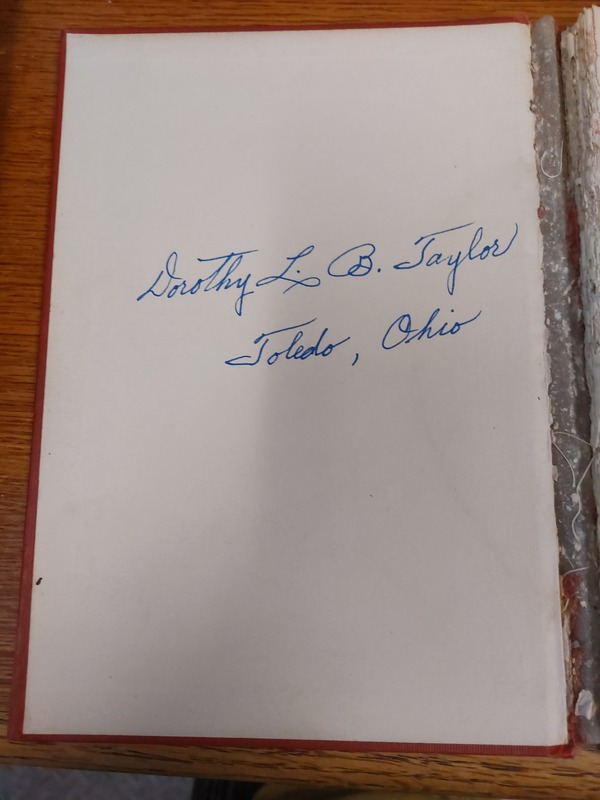 Dorothy L. B. Taylor
Toledo, Ohio